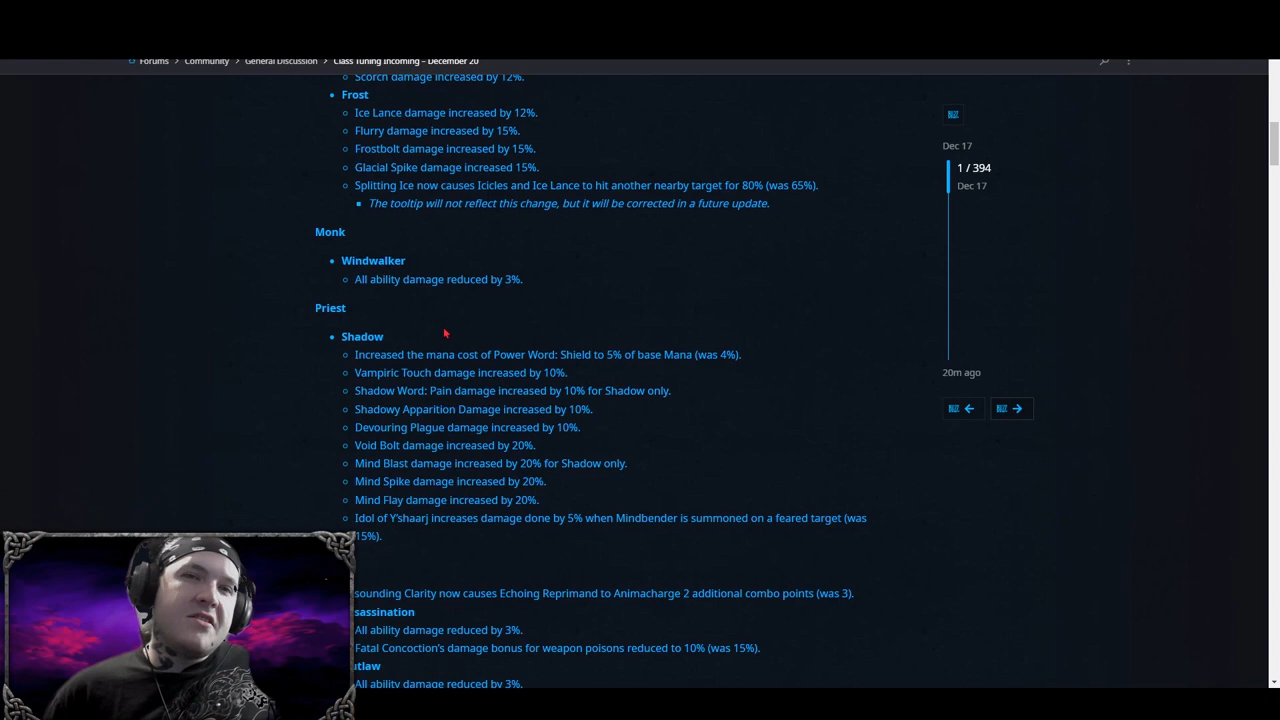 Forums > Community > General Discussion > Class Tuning Incoming – December 20
Scorch damage increased by 12%.
Frost
Ice Lance damage increased by 12%.
Flurry damage increased by 15%.
Frostbolt damage increased by 15%.
Glacial Spike damage increased 15%.
Splitting Ice now causes Icicles and Ice Lance to hit another nearby target for 80% (was 65%).
The tooltip will not reflect this change, but it will be corrected in a future update.
Monk
Windwalker
All ability damage reduced by 3%.
Priest
Shadow
Increased the mana cost of Power Word: Shield to 5% of base Mana (was 4%).
Vampiric Touch damage increased by 10%.
Shadow Word: Pain damage increased by 10% for Shadow only.
Shadowy Apparition Damage increased by 10%.
Devouring Plague damage increased by 10%.
Void Bolt damage increased by 20%.
Mind Blast damage increased by 20% for Shadow only.
Mind Spike damage increased by 20%.
Mind Flay damage increased by 20%.
Idol of Y'shaarj increases damage done by 5% when Mindbender is summoned on a feared target (was
15%).
sounding Clarity now causes Echoing Reprimand to Animacharge 2 additional combo points (was 3).
sassination
All ability damage reduced by 3%.
Fatal Concoction's damage bonus for weapon poisons reduced to 10% (was 15%).
utlaw
All ability damage reduced by 3%.
Dec 17
1 / 394
Dec 17
20m ago